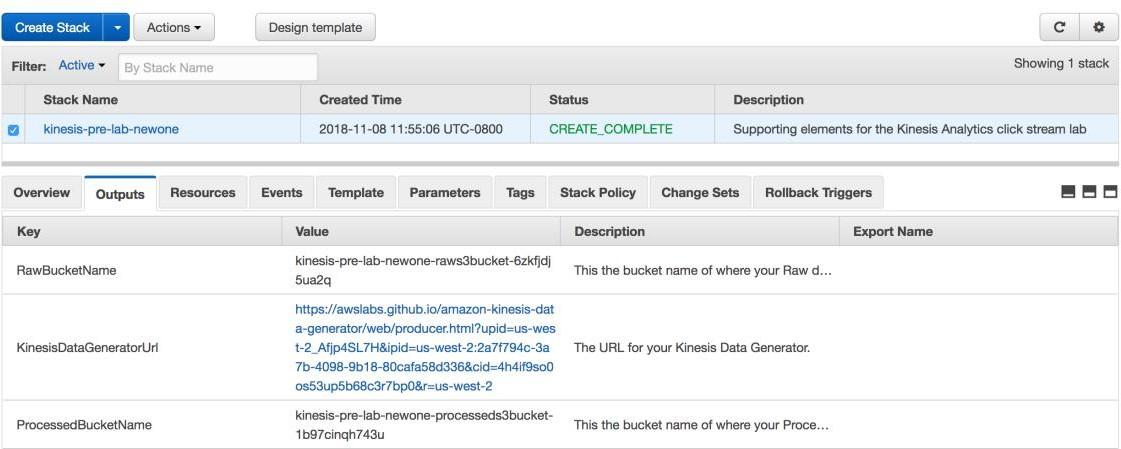 Create Stack Actions Design template
Filter: Active By Stack Name Showing 1 stack
Stack Name Created Time Status Description
kinesis-pre-lab-newone 2018-11-08 11:55:06 UTC-0800 CREATE_COMPLETE Supporting elements for the Kinesis Analytics click stream lab
Overview Outputs Resources Events Template Parameters Tags Stack Policy Change Sets Rollback Triggers
Key Value Description Export Name
RawBucketName kinesis-pre-lab-newone-raws3bucket-6zkfjdj This the bucket name of where your Raw d…
5ua2q
https://awslabs.github.io/amazon-kinesis-dat
a-generator/web/producer.html?upid=us-wes
KinesisDataGeneratorUrl t-2_Afjp4SL7H&ipid=us-west-2:2a7f794c-3a The URL for your Kinesis Data Generator.
7b-4098-9b18-80cafa58d336&cid=4h4if9so0
os53up5b68c3r7bp0&r=us-west-2
ProcessedBucketName kinesis-pre-lab-newone-processeds3bucket- This the bucket name of where your Proce…
1b97cinqh743u